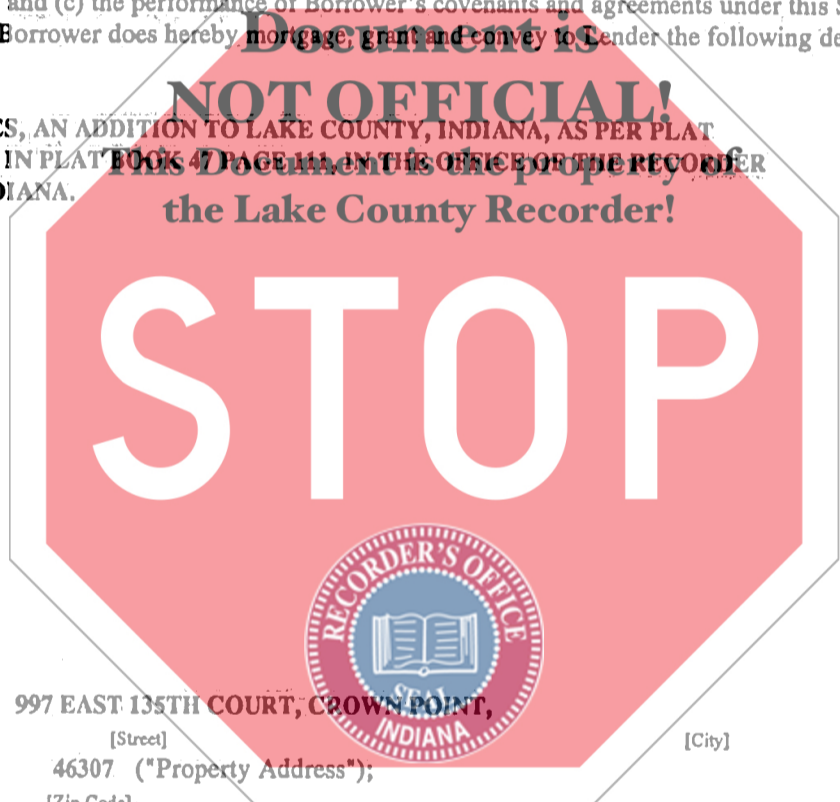 and (c) the performance of Borrower's covenants and agreements under this S
Borrower does hereby mortgage, grant and convey to Lender the following de
Document is
NOT OFFICIAL!
CS, AN ADDITION TO LAKE COUNTY, INDIANA, AS PER PLAT
IN PLAT BOOK 47 PAGE 111, IN THE OFFICE OF THE RECORDER
This Document is the property of
DIANA.
the Lake County Recorder!
STOP
RECORDER'S OFFICE
SEAL
INDIANA
997 EAST 135TH COURT, CROWN POINT,
[Street] [City]
46307 ("Property Address");
[Zip Code]